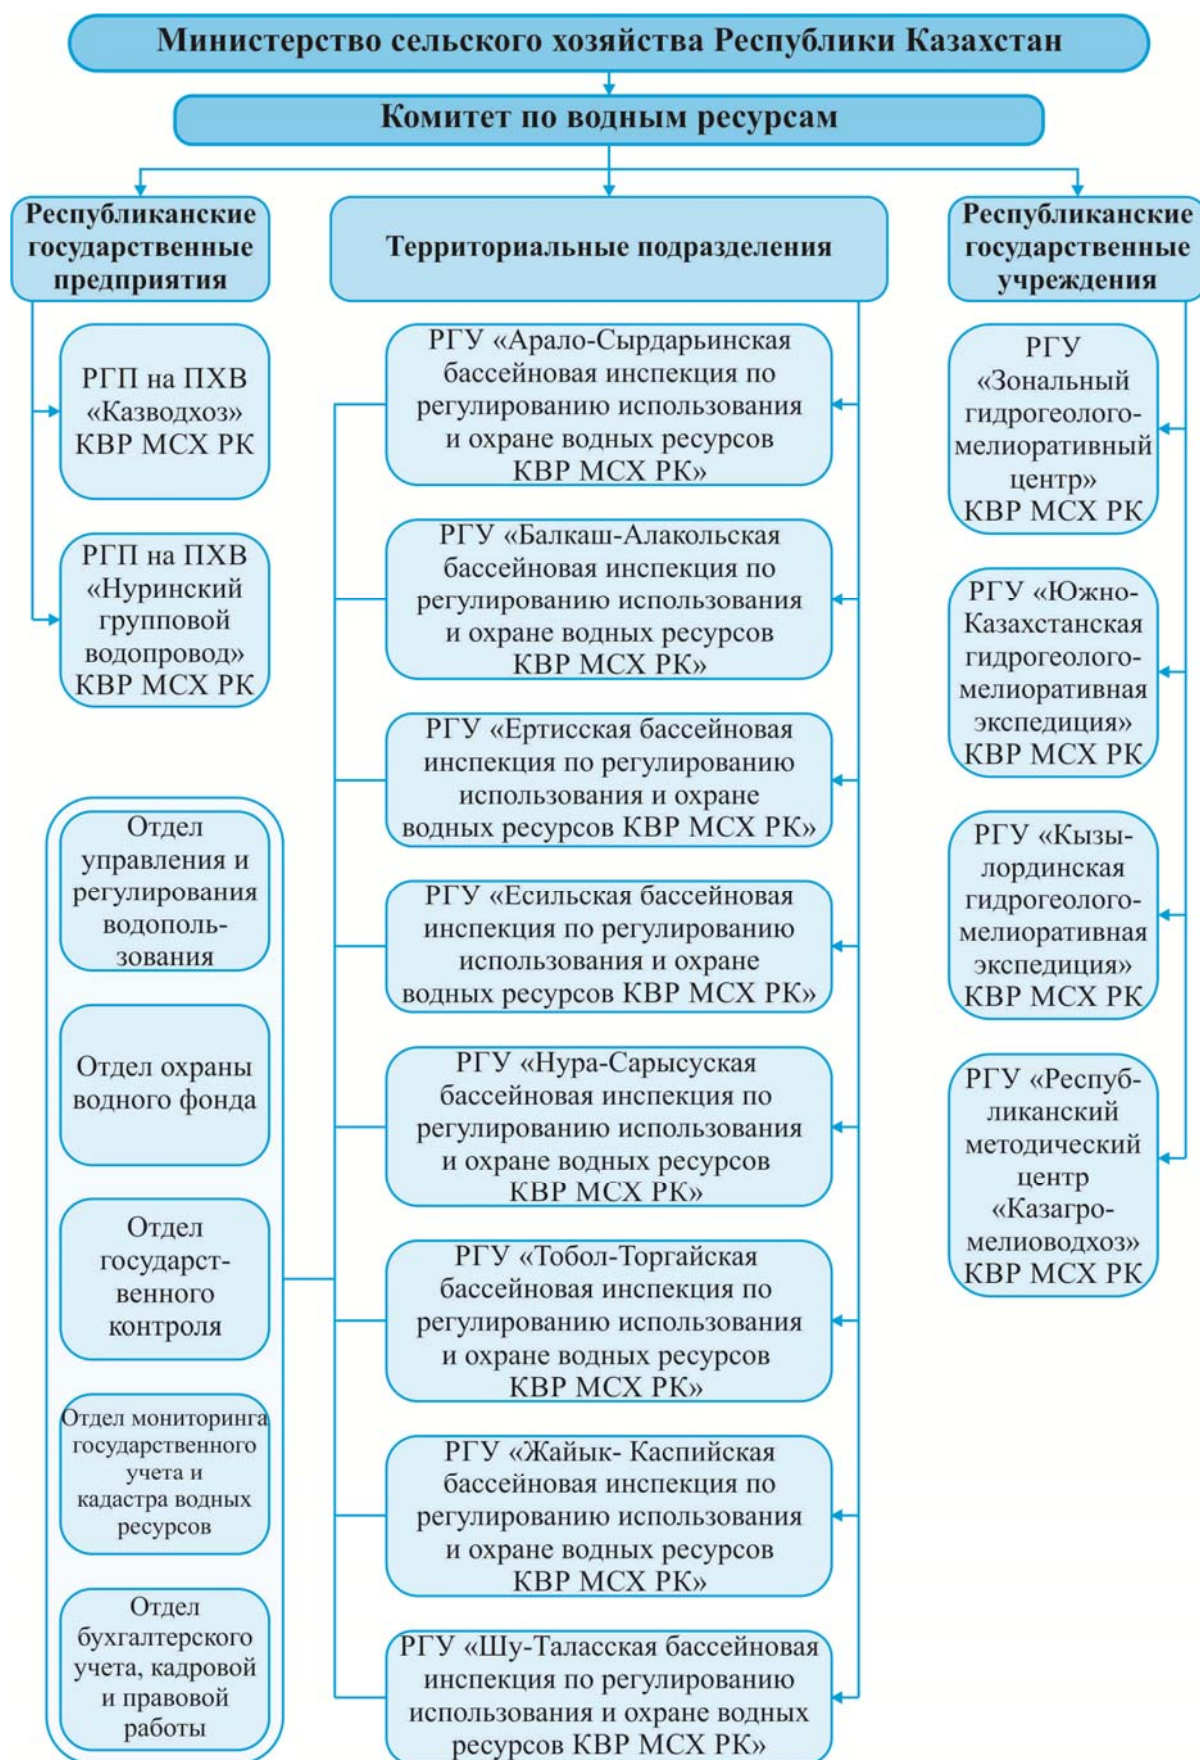 Министерство сельского хозяйства Республики Казахстан
Комитет по водным ресурсам
Республиканские
государственные
предприятия
РГП на ПХВ
«Казводхоз»
КВР МСХ РК
РГП на ПХВ
«Нуринский
групповой
водопровод»
КВР МСХ РК
Отдел
управления и
регулирования
водополь-
зования
Отдел охраны
водного фонда
Отдел
государст-
венного
контроля
Отдел мониторинга
государственного
учета и
кадастра водных
ресурсов
Отдел
бухгалтерского
учета, кадровой
и правовой
работы
Территориальные подразделения
РГУ «Арало-Сырдарьинская
бассейновая инспекция по
регулированию использования
и охране водных ресурсов
КВР МСХ РК»
РГУ «Балкаш-Алакольская
бассейновая инспекция по
регулированию использования
и охране водных ресурсов
КВР МСХ РК»
РГУ «Ертисская бассейновая
инспекция по регулированию
использования и охране
водных ресурсов КВР МСХ РК»
РГУ «Есильская бассейновая
инспекция по регулированию
использования и охране
водных ресурсов КВР МСХ РК»
РГУ «Нура-Сарысуская
бассейновая инспекция по
регулированию использования
и охране водных ресурсов
КВР МСХ РК»
РГУ «Тобол-Торгайская
бассейновая инспекция по
регулированию использования
и охране водных ресурсов
КВР МСХ РК»
РГУ «Жайык- Каспийская
бассейновая инспекция по
регулированию использования
и охране водных ресурсов
КВР МСХ РК»
РГУ «Шу-Таласская бассейновая
инспекция по регулированию
использования и охране водных
ресурсов КВР МСХ РК»
Республиканские
государственные
учреждения
РГУ
«Зональный
гидрогеолого-
мелиоративный
центр»
КВР МСХ РК
РГУ «Южно-
Казахстанская
гидрогеолого-
мелиоративная
экспедиция»
КВР МСХ РК
РГУ «Кызы-
лординская
гидрогеолого-
мелиоративная
экспедиция»
КВР МСХ РК
РГУ «Респуб-
ликанский
методический
центр
«Казагро-
мелиоводхоз»
КВР МСХ РК